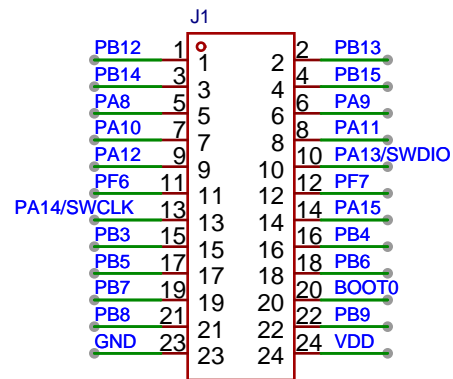 J1
PB12 1 1 2 2 PB13
PB14 3 3 4 4 PB15
PA8 5 5 6 6 PA9
PA10 7 7 8 8 PA11
PA12 9 9 10 10 PA13/SWDIO
PF6 11 11 12 12 PF7
PA14/SWCLK 13 13 14 14 PA15
PB3 15 15 16 16 PB4
PB5 17 17 18 18 PB6
PB7 19 19 20 20 BOOT0
PB8 21 21 22 22 PB9
GND 23 23 24 24 VDD